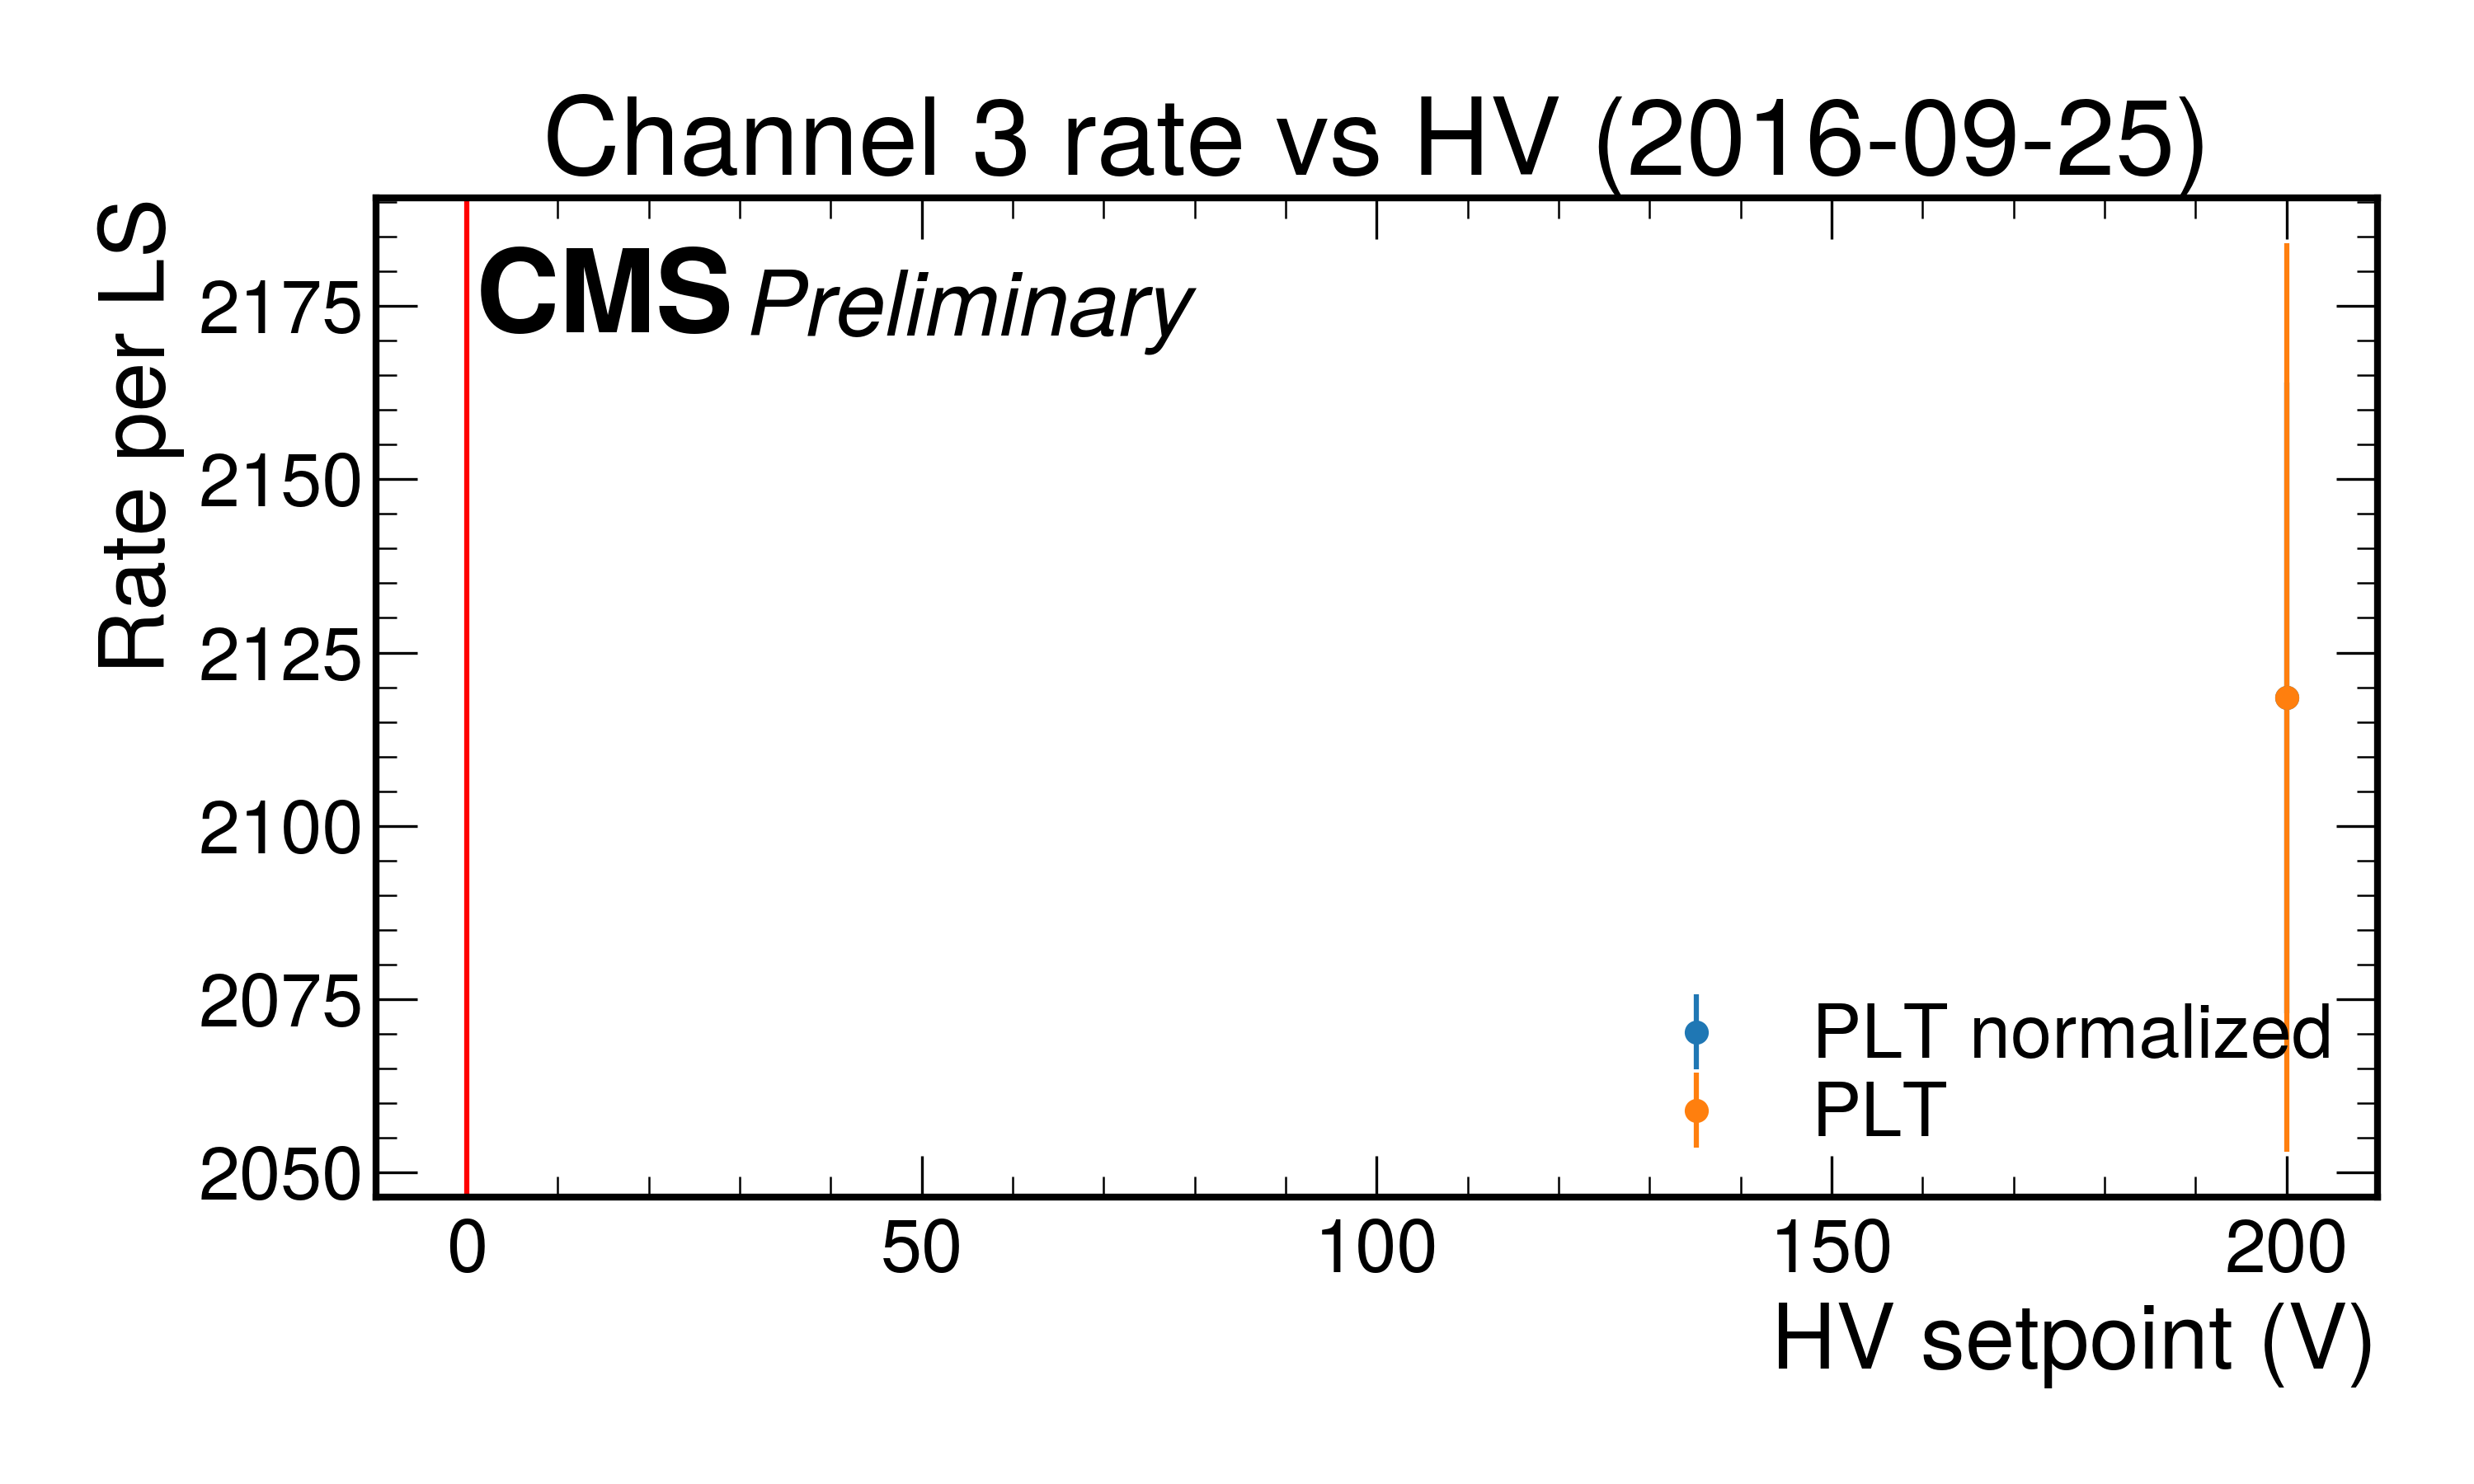 Channel 3 rate vs HV (2016-09-25)
CMS Preliminary
Rate per LS
2175
2150
2125
2100
2075
2050
PLT normalized
PLT
0 50 100 150 200
HV setpoint (V)